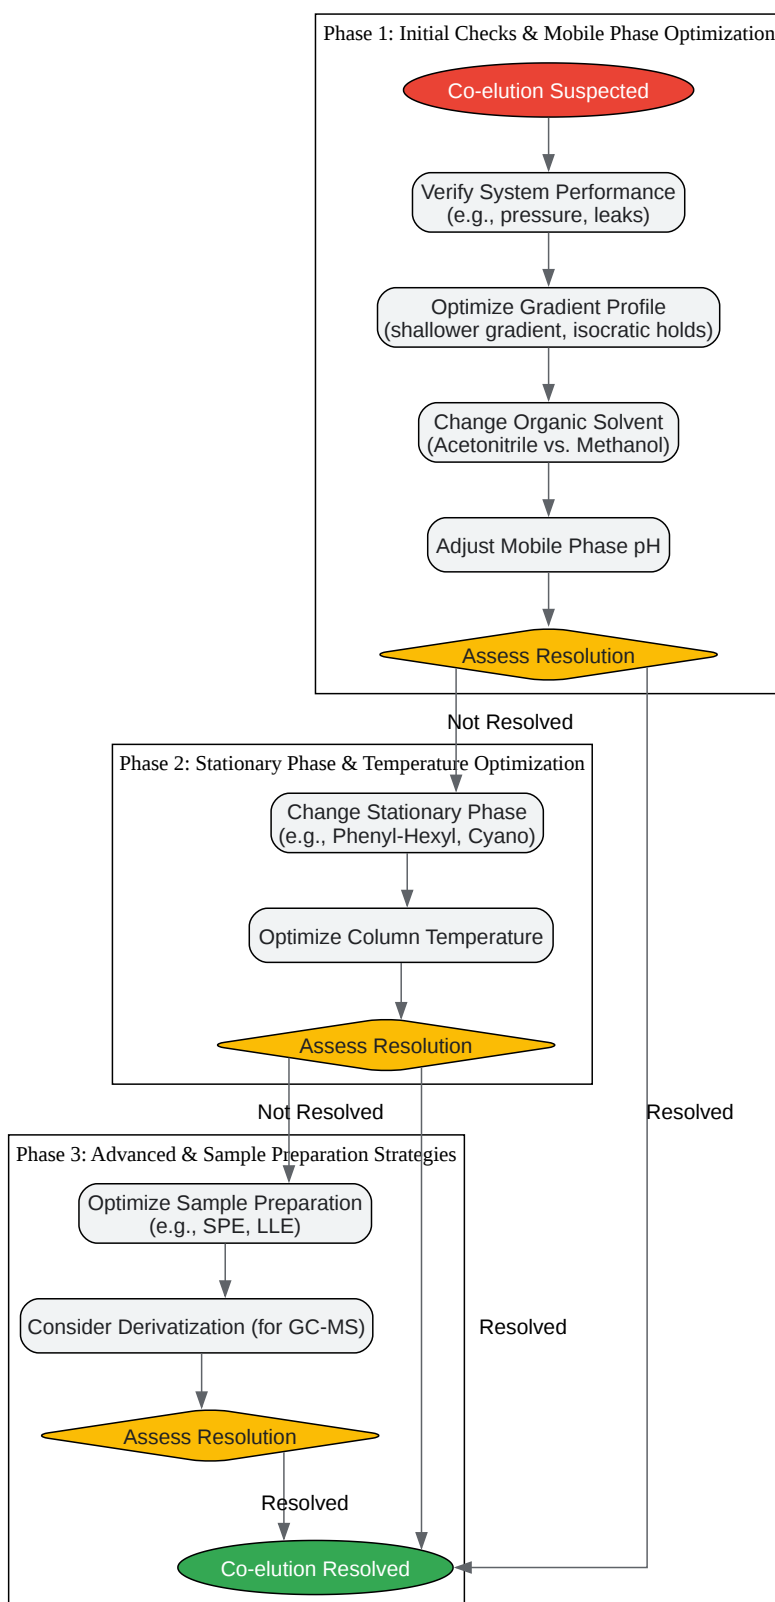 Phase 1: Initial Checks & Mobile Phase Optimization
Co-elution Suspected
Verify System Performance
(e.g., pressure, leaks)
Optimize Gradient Profile
(shallower gradient, isocratic holds)
Change Organic Solvent
(Acetonitrile vs. Methanol)
Adjust Mobile Phase pH
Assess Resolution
Not Resolved
Phase 2: Stationary Phase & Temperature Optimization
Change Stationary Phase
(e.g., Phenyl-Hexyl, Cyano)
Optimize Column Temperature
Assess Resolution
Not Resolved
Resolved
Phase 3: Advanced & Sample Preparation Strategies
Optimize Sample Preparation
(e.g., SPE, LLE)
Consider Derivatization (for GC-MS)
Resolved
Assess Resolution
Resolved
Co-elution Resolved